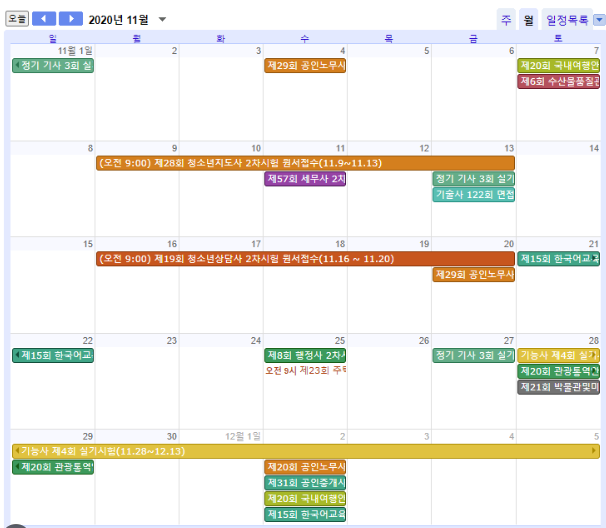 오늘 2020년 11월 주 월 일정목록
일 월 화 수 목 금 토
11월 1일 2 3 4 5 6 7
정기 기사 3회 실 제29회 공인노무사 제20회 국내여행안
제6회 수산물품질관
8 9 10 11 12 13 14
(오전 9:00) 제28회 청소년지도사 2차시험 원서접수(11.9~11.13)
제57회 세무사 2차 정기 기사 3회 실기
기술사 122회 면접
15 16 17 18 19 20 21
(오전 9:00) 제19회 청소년상담사 2차시험 원서접수(11.16 ~ 11.20) 제15회 한국어교육
제29회 공인노무사
22 23 24 25 26 27 28
제15회 한국어교 제8회 행정사 2차시 정기 기사 3회 실기 기능사 제4회 실기
오전 9시 제23회 주택 제20회 관광통역안
제21회 박물관및미
29 30 12월 1일 2 3 4 5
기능사 제4회 실기시험(11.28~12.13)
제20회 관광통역 제20회 공인노무사
제31회 공인중개사
제20회 국내여행안
제15회 한국어교육